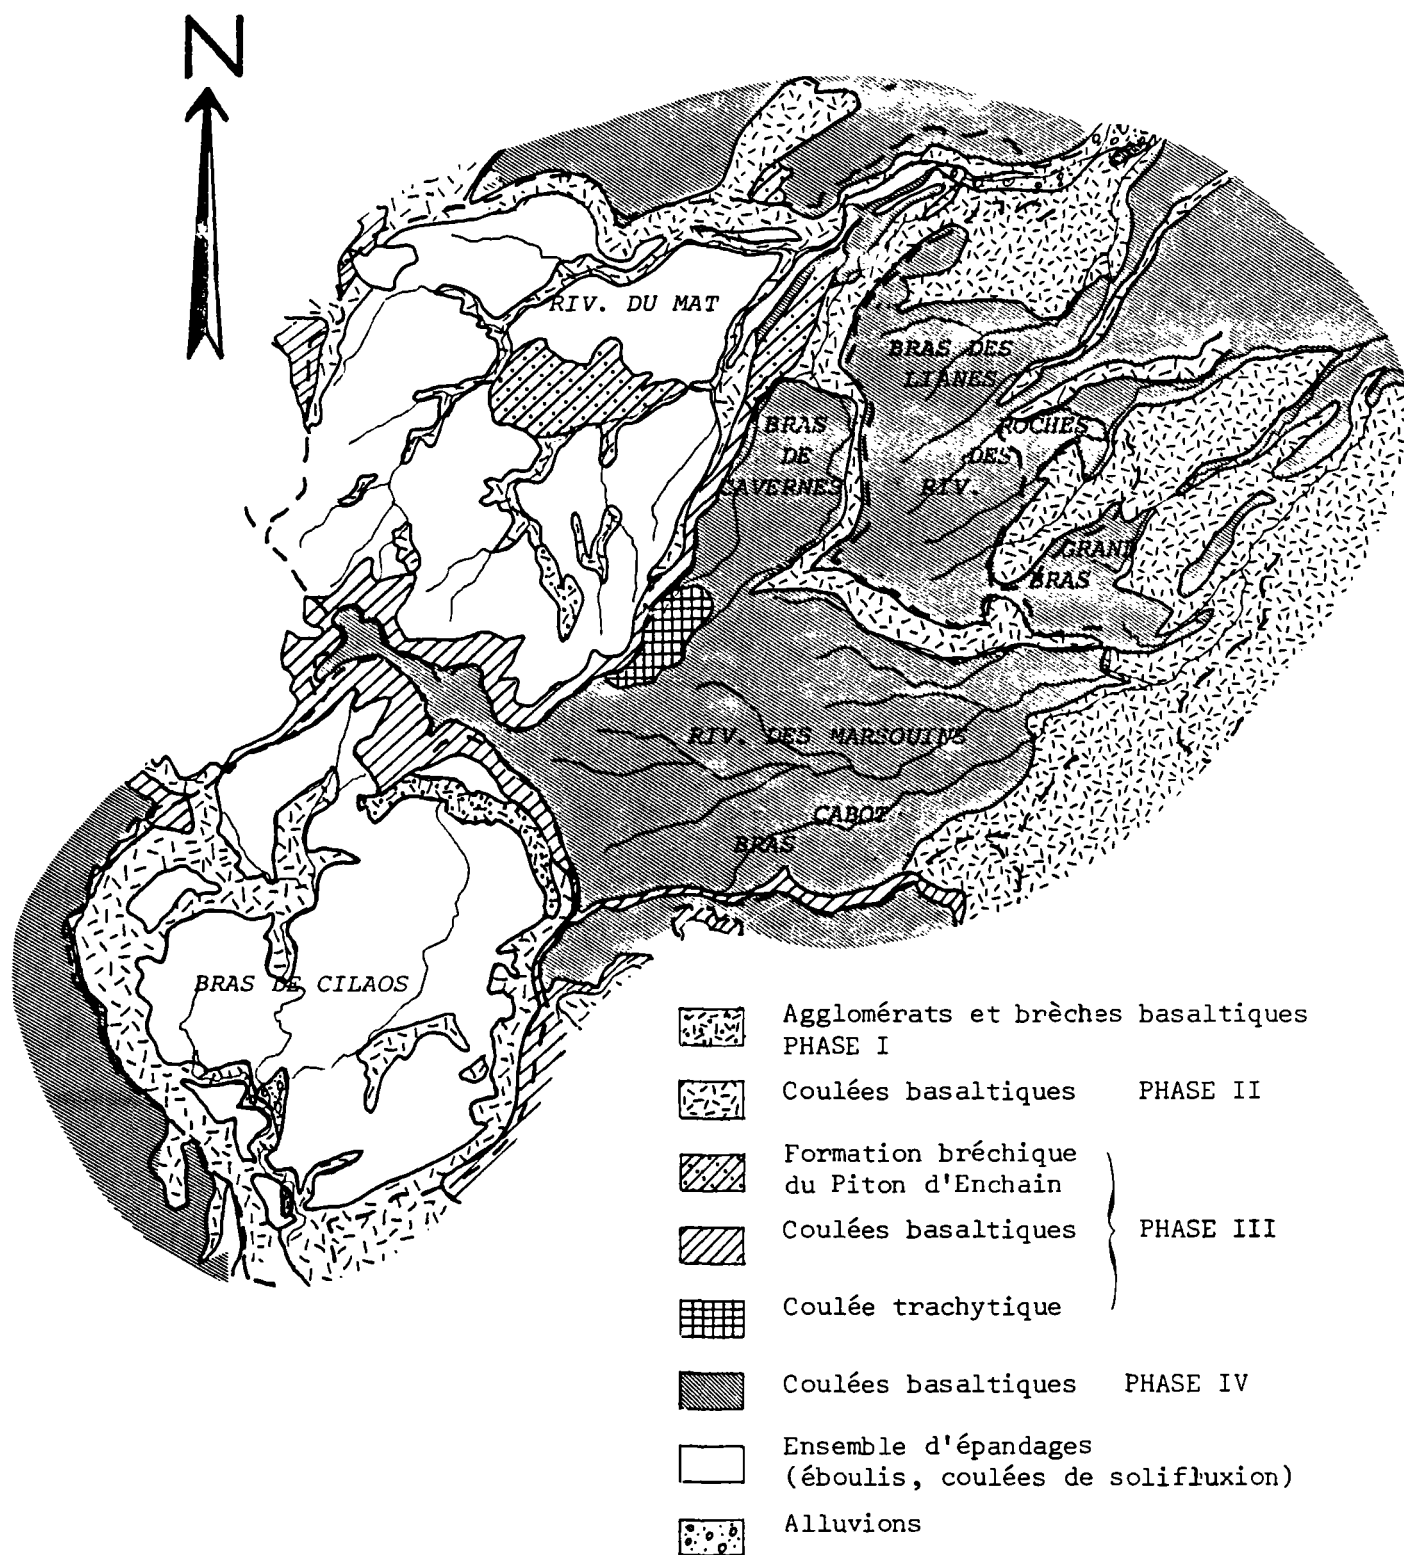 N
RIV. DU MAT
BRAS DES
LIANES
BRAS
DE
CAVERNES
ROCHES
DES
RIV.
GRAND
BRAS
RIV. DES MARSOUINS
CABOT
BRAS
BRAS DE CILAOS
Agglomérats et brèches basaltiques
PHASE I
Coulées basaltiques PHASE II
Formation bréchique
du Piton d'Enchain
Coulées basaltiques PHASE III
Coulée trachytique
Coulées basaltiques PHASE IV
Ensemble d'épandages
(éboulis, coulées de solifluxion)
Alluvions